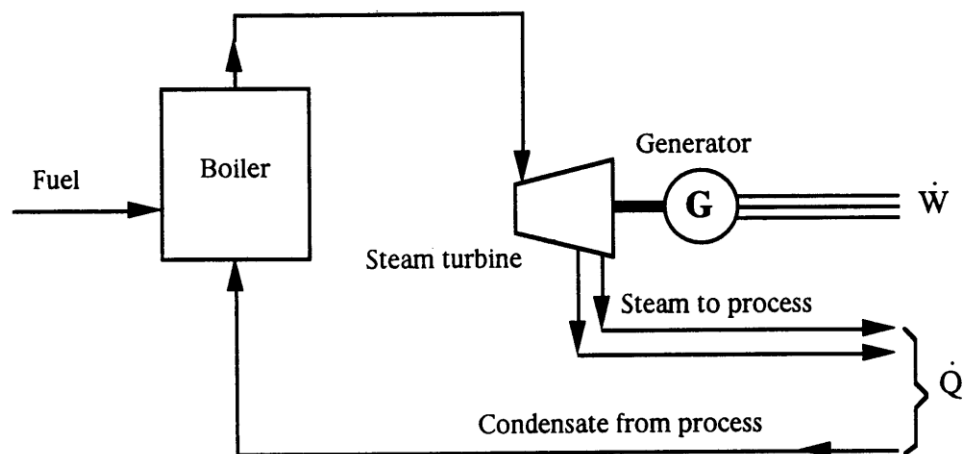 Generator
Fuel
Boiler
G
Ẇ
Steam turbine
Steam to process
Q̇
Condensate from process